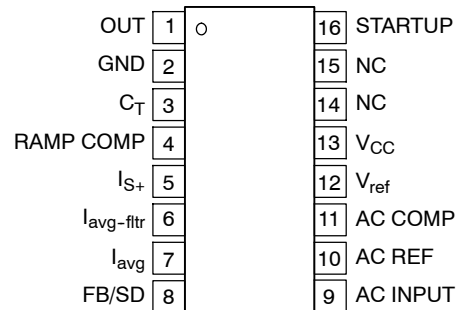 OUT 1 16 STARTUP
GND 2 15 NC
CT 3 14 NC
RAMP COMP 4 13 VCC
IS+ 5 12 Vref
Iavg-fltr 6 11 AC COMP
Iavg 7 10 AC REF
FB/SD 8 9 AC INPUT